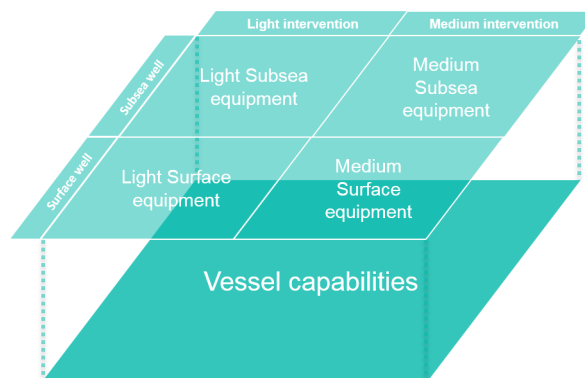 Light intervention
Medium intervention
Subsea well
Light Subsea
equipment
Medium
Subsea
equipment
Surface well
Light Surface
equipment
Medium
Surface
equipment
Vessel capabilities